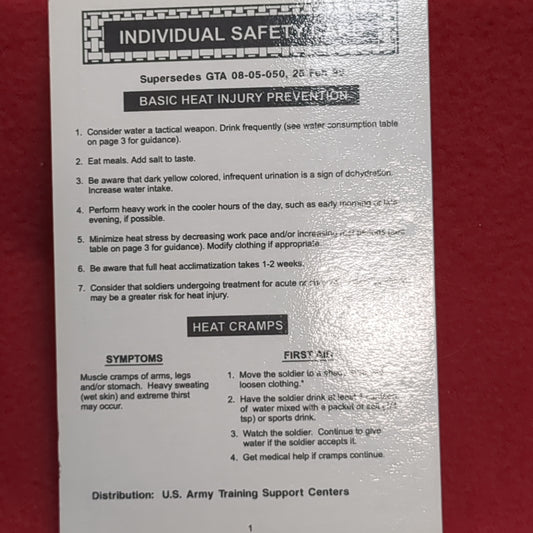 INDIVIDUAL SAFETY
Supersedes GTA 08-05-050, 25 Feb
BASIC HEAT INJURY PREVENTION
1. Consider water a tactical weapon. Drink frequently (see water consumption table
on page 3 for guidance).
2. Eat meals. Add salt to taste.
3. Be aware that dark yellow colored, infrequent urination is a sign of dehydration.
Increase water intake.
4. Perform heavy work in the cooler hours of the day, such as early morning or late
evening, if possible.
5. Minimize heat stress by decreasing work pace and/or increasing rest periods (see
table on page 3 for guidance). Modify clothing if appropriate.
6. Be aware that full heat acclimatization takes 1-2 weeks.
7. Consider that soldiers undergoing treatment for acute or
may be a greater risk for heat injury.
HEAT CRAMPS
SYMPTOMS
Muscle cramps of arms, legs
and/or stomach. Heavy sweating
(wet skin) and extreme thirst
may occur.
FIRST AID
1. Move the soldier to a
loosen clothing.*
2. Have the soldier drink at least
of water mixed with a packet of salt
tsp) or sports drink.
3. Watch the soldier. Continue to give
water if the soldier accepts it.
4. Get medical help if cramps continue.
Distribution: U.S. Army Training Support Centers
1